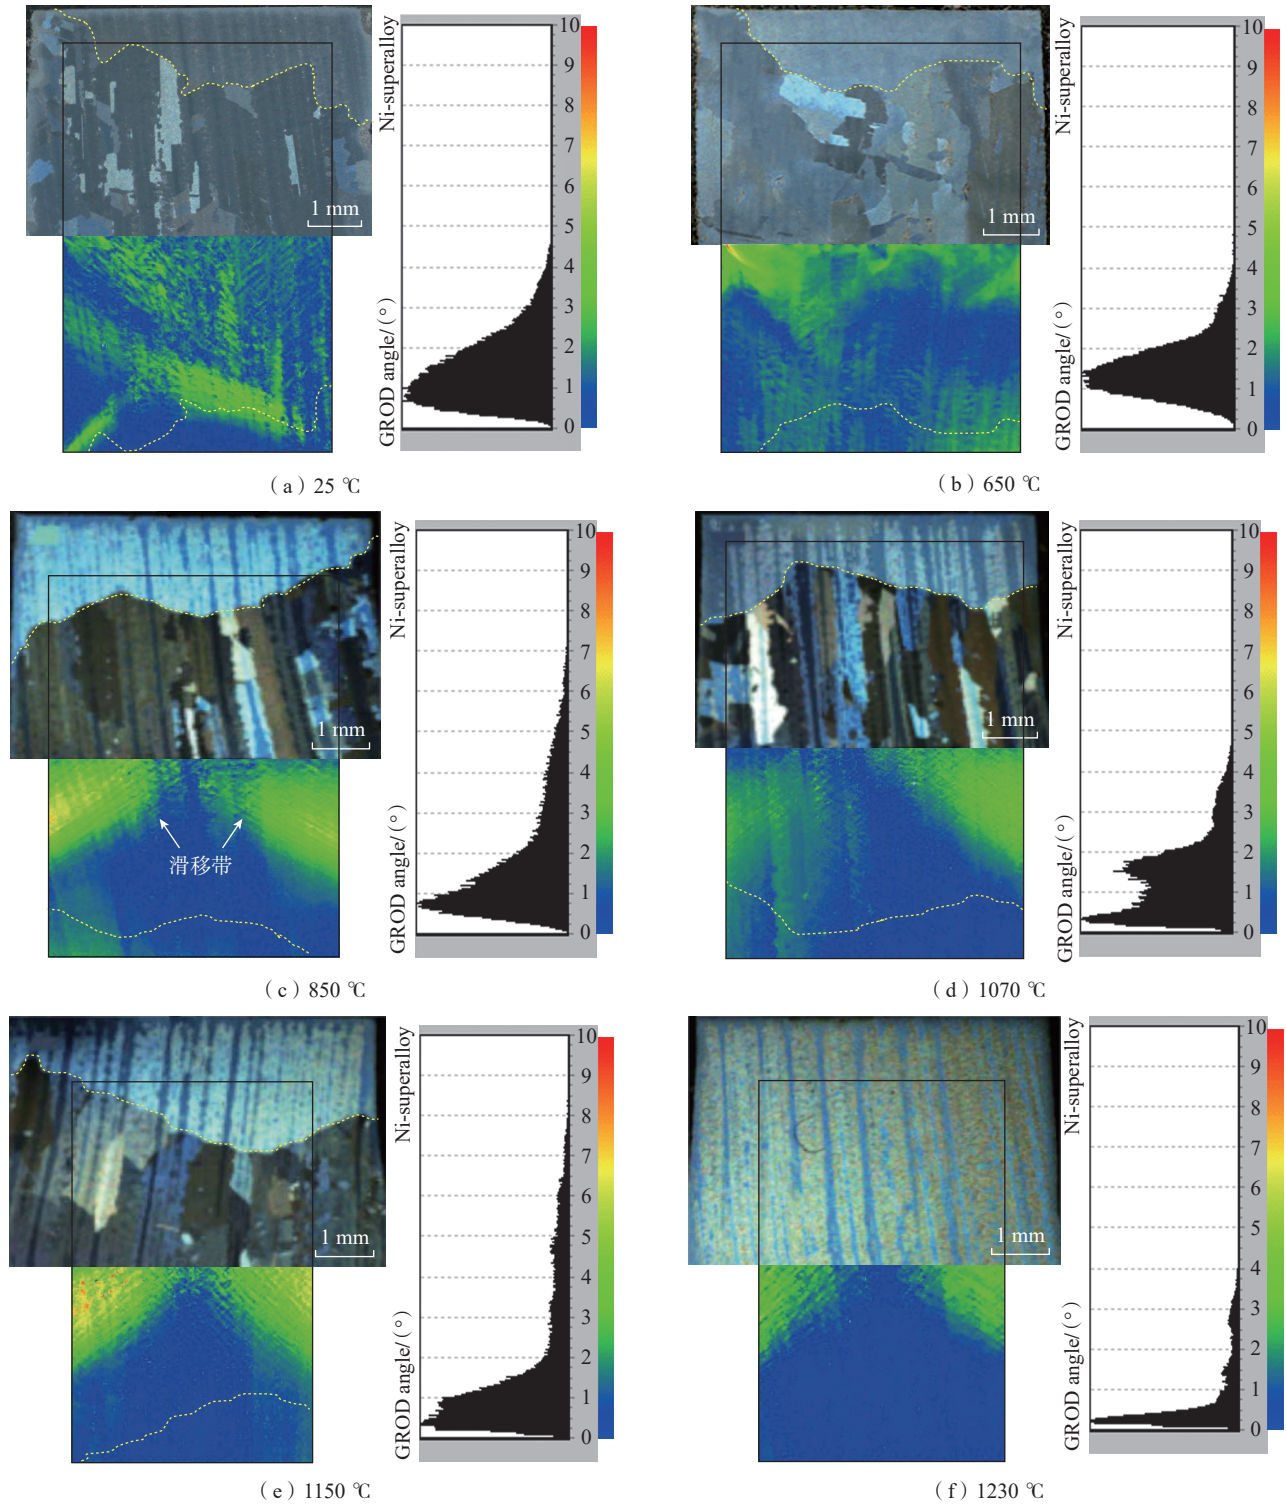 Ni-superalloy
GROD angle/（°）
10
9
8
7
6
5
4
3
2
1
0
1 mm
（a）25 ℃
Ni-superalloy
GROD angle/（°）
10
9
8
7
6
5
4
3
2
1
0
1 mm
（b）650 ℃
Ni-superalloy
GROD angle/（°）
10
9
8
7
6
5
4
3
2
1
0
1 mm
滑移带
（c）850 ℃
Ni-superalloy
GROD angle/（°）
10
9
8
7
6
5
4
3
2
1
0
1 mm
（d）1070 ℃
Ni-superalloy
GROD angle/（°）
10
9
8
7
6
5
4
3
2
1
0
1 mm
（e）1150 ℃
Ni-superalloy
GROD angle/（°）
10
9
8
7
6
5
4
3
2
1
0
1 mm
（f）1230 ℃